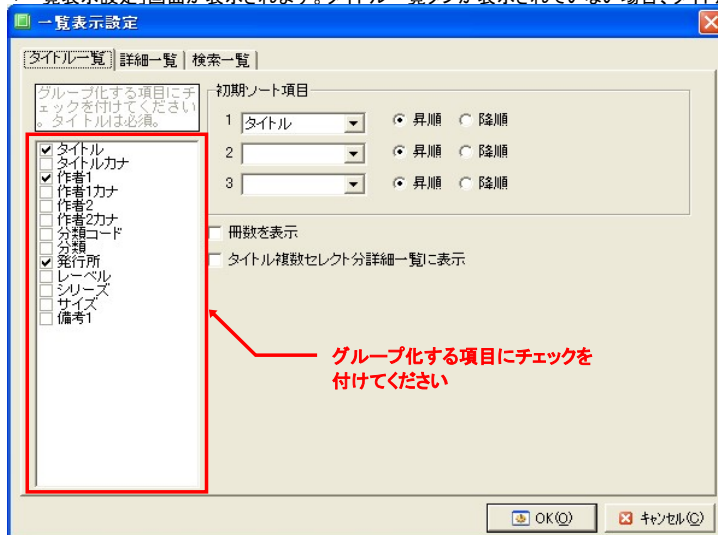 一覧表示設定
タイトル一覧 詳細一覧 検索一覧
グループ化する項目にチ
ェックを付けてください
。タイトルは必須。
初期ソート項目
1 タイトル 昇順 降順
2 昇順 降順
3 昇順 降順
タイトル
タイトルカナ
作者1
作者1カナ
作者2
作者2カナ
分類コード
分類
発行所
レーベル
シリーズ
サイズ
備考1
冊数を表示
タイトル複数セレクト分詳細一覧に表示
グループ化する項目にチェックを
付けてください
OK(O) キャンセル(C)